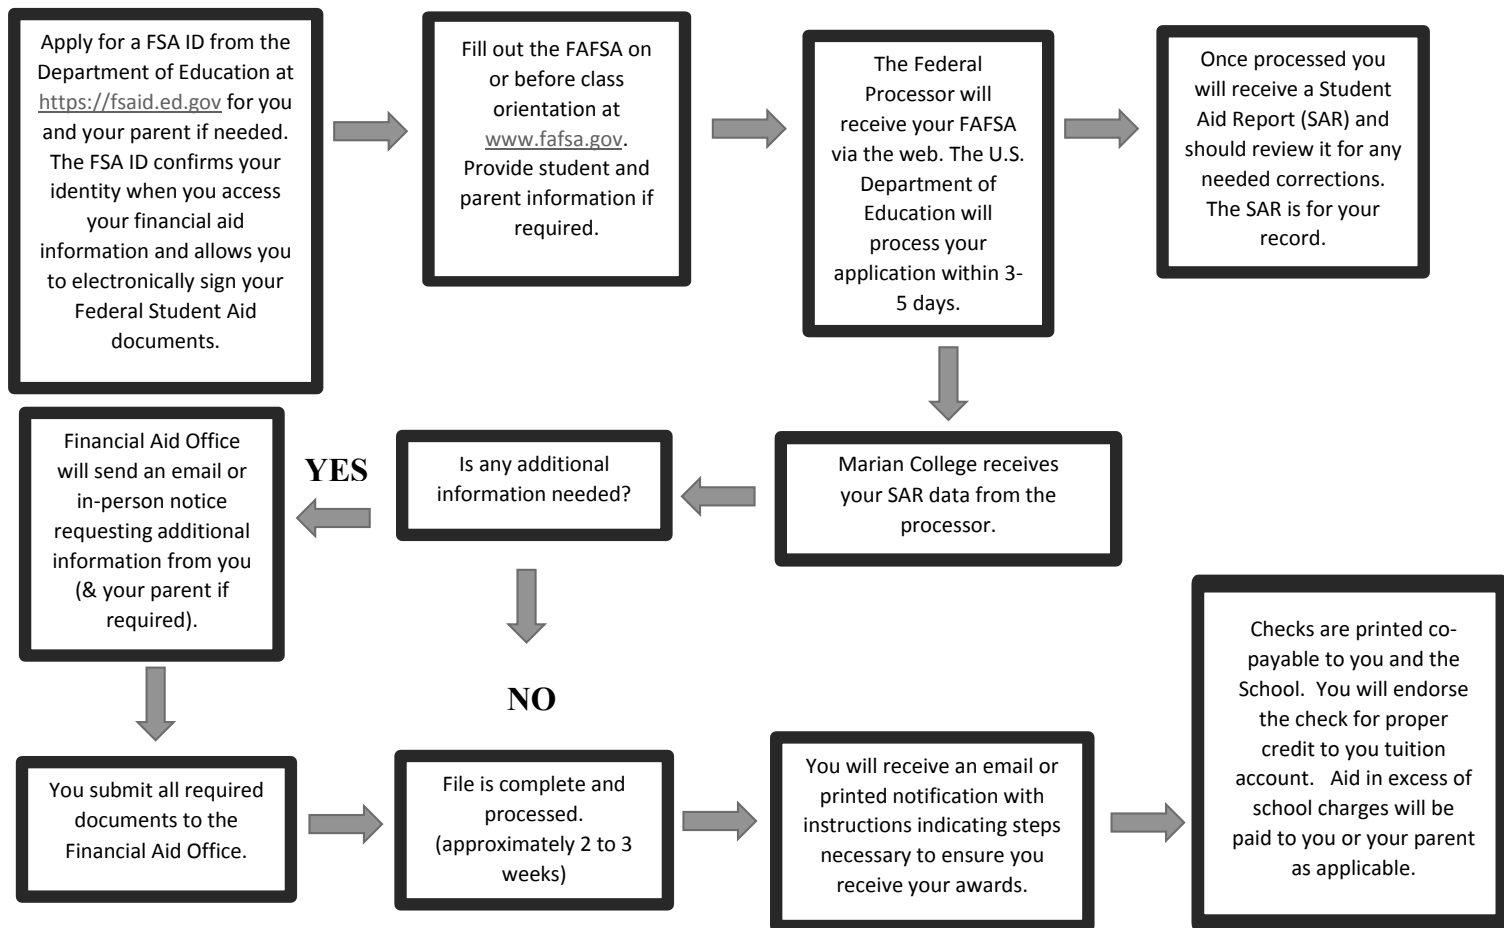 Apply for a FSA ID from the
Department of Education at
https://fsaid.ed.gov for you
and your parent if needed.
The FSA ID confirms your
identity when you access
your financial aid
information and allows you
to electronically sign your
Federal Student Aid
documents.
Fill out the FAFSA on
or before class
orientation at
www.fafsa.gov.
Provide student and
parent information if
required.
The Federal
Processor will
receive your FAFSA
via the web. The U.S.
Department of
Education will
process your
application within 3-
5 days.
Once processed you
will receive a Student
Aid Report (SAR) and
should review it for any
needed corrections.
The SAR is for your
record.
Marian College receives
your SAR data from the
processor.
Is any additional
information needed?
YES
Financial Aid Office
will send an email or
in-person notice
requesting additional
information from you
(& your parent if
required).
NO
You submit all required
documents to the
Financial Aid Office.
File is complete and
processed.
(approximately 2 to 3
weeks)
You will receive an email or
printed notification with
instructions indicating steps
necessary to ensure you
receive your awards.
Checks are printed co-
payable to you and the
School.  You will endorse
the check for proper
credit to you tuition
account.   Aid in excess of
school charges will be
paid to you or your parent
as applicable.